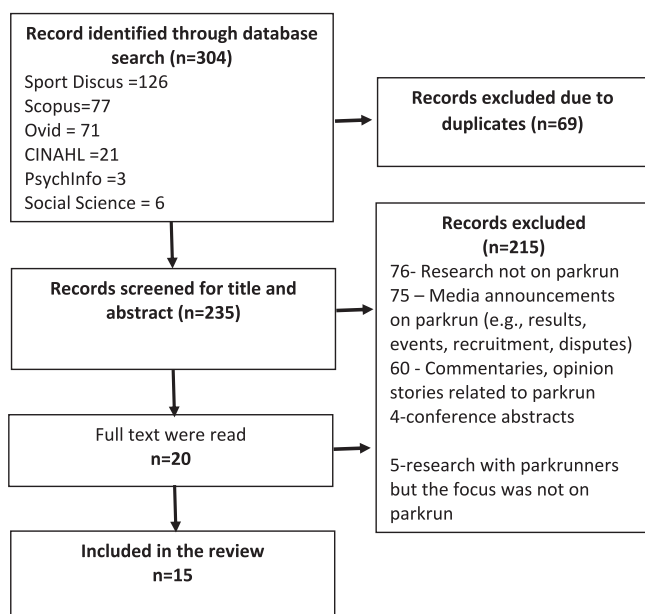 Record identified through database
search (n=304)
Sport Discus =126
Scopus=77
Ovid = 71
CINAHL =21
PsychInfo =3
Social Science = 6
Records excluded due to
duplicates (n=69)
Records screened for title and
abstract (n=235)
Records excluded
(n=215)
76- Research not on parkrun
75 – Media announcements
on parkrun (e.g., results,
events, recruitment, disputes)
60 - Commentaries, opinion
stories related to parkrun
4-conference abstracts
5-research with parkrunners
but the focus was not on
parkrun
Full text were read
n=20
Included in the review
n=15